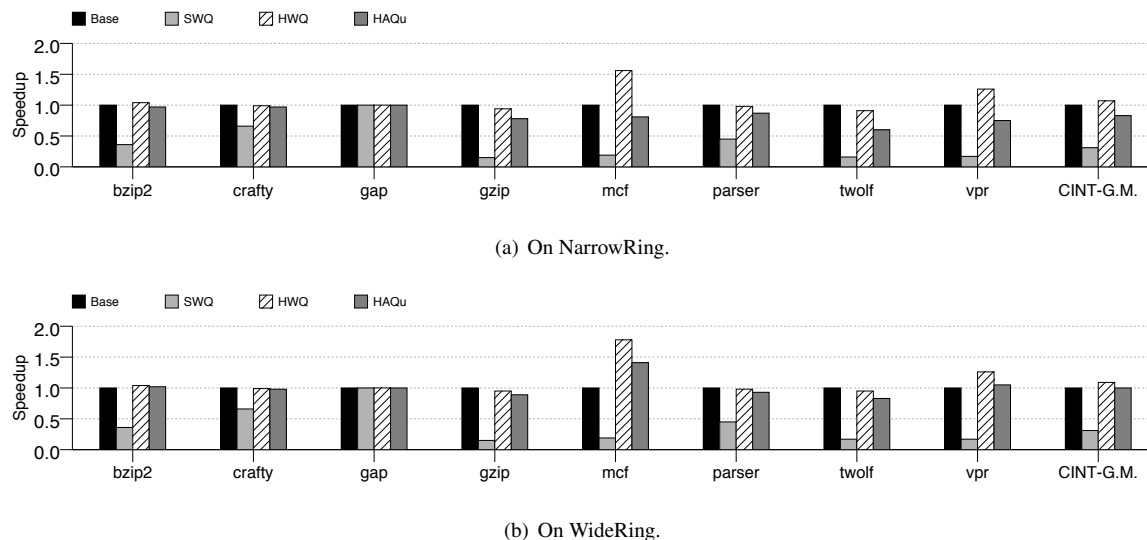 Base SWQ HWQ HAQu
2.0
1.5
1.0
0.5
0.0
Speedup
bzip2 crafty gap gzip mcf parser twolf vpr CINT-G.M.
(a) On NarrowRing.
Base SWQ HWQ HAQu
2.0
1.5
1.0
0.5
0.0
Speedup
bzip2 crafty gap gzip mcf parser twolf vpr CINT-G.M.
(b) On WideRing.